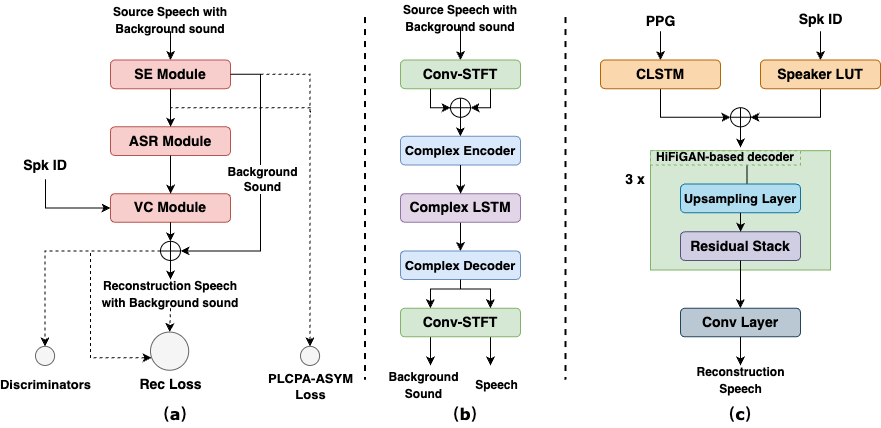 Source Speech with
Background sound
SE Module
ASR Module
Spk ID
Background
Sound
VC Module
Reconstruction Speech
with Background sound
Discriminators
Rec Loss
PLCPA-ASYM
Loss
(a)
Source Speech with
Background sound
Conv-STFT
Complex Encoder
Complex LSTM
Complex Decoder
Conv-STFT
Background
Sound
Speech
(b)
PPG
Spk ID
CLSTM
Speaker LUT
HiFiGAN-based decoder
3 x
Upsampling Layer
Residual Stack
Conv Layer
Reconstruction
Speech
(c)